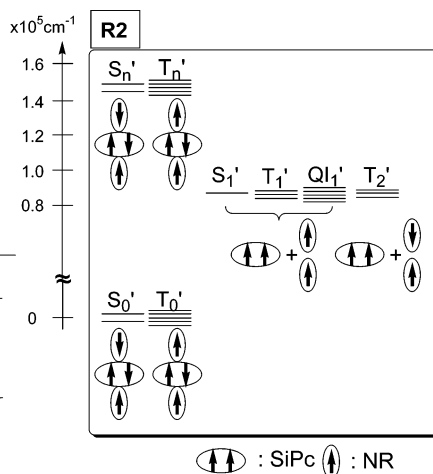 x10⁵cm⁻¹
R2
1.6
1.4
1.2
1.0
0.8
≈
0
Sₙ' Tₙ'
S₁' T₁' QI₁' T₂'
+ +
S₀' T₀'
: SiPc : NR